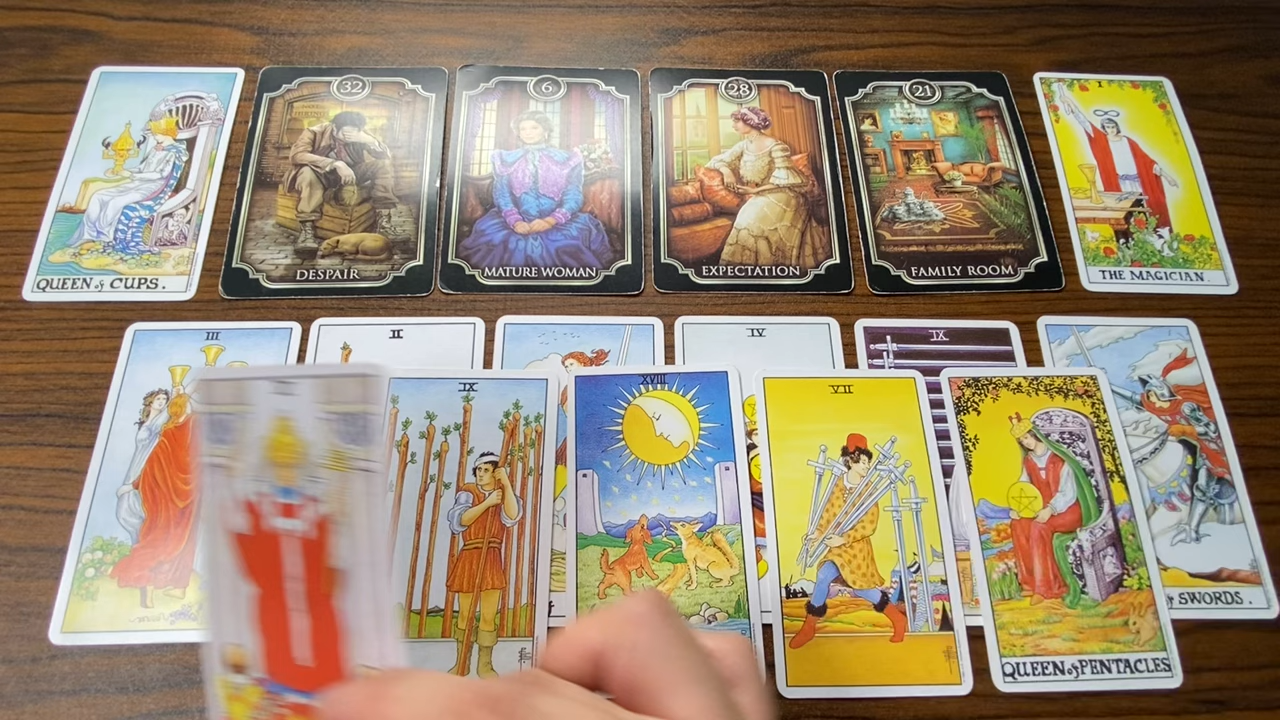 QUEEN of CUPS.
32
DESPAIR
6
MATURE WOMAN
28
EXPECTATION
21
FAMILY ROOM
I
THE MAGICIAN.
III
II
IV
IX
SWORDS.
IX
XVIII
VII
QUEEN of PENTACLES